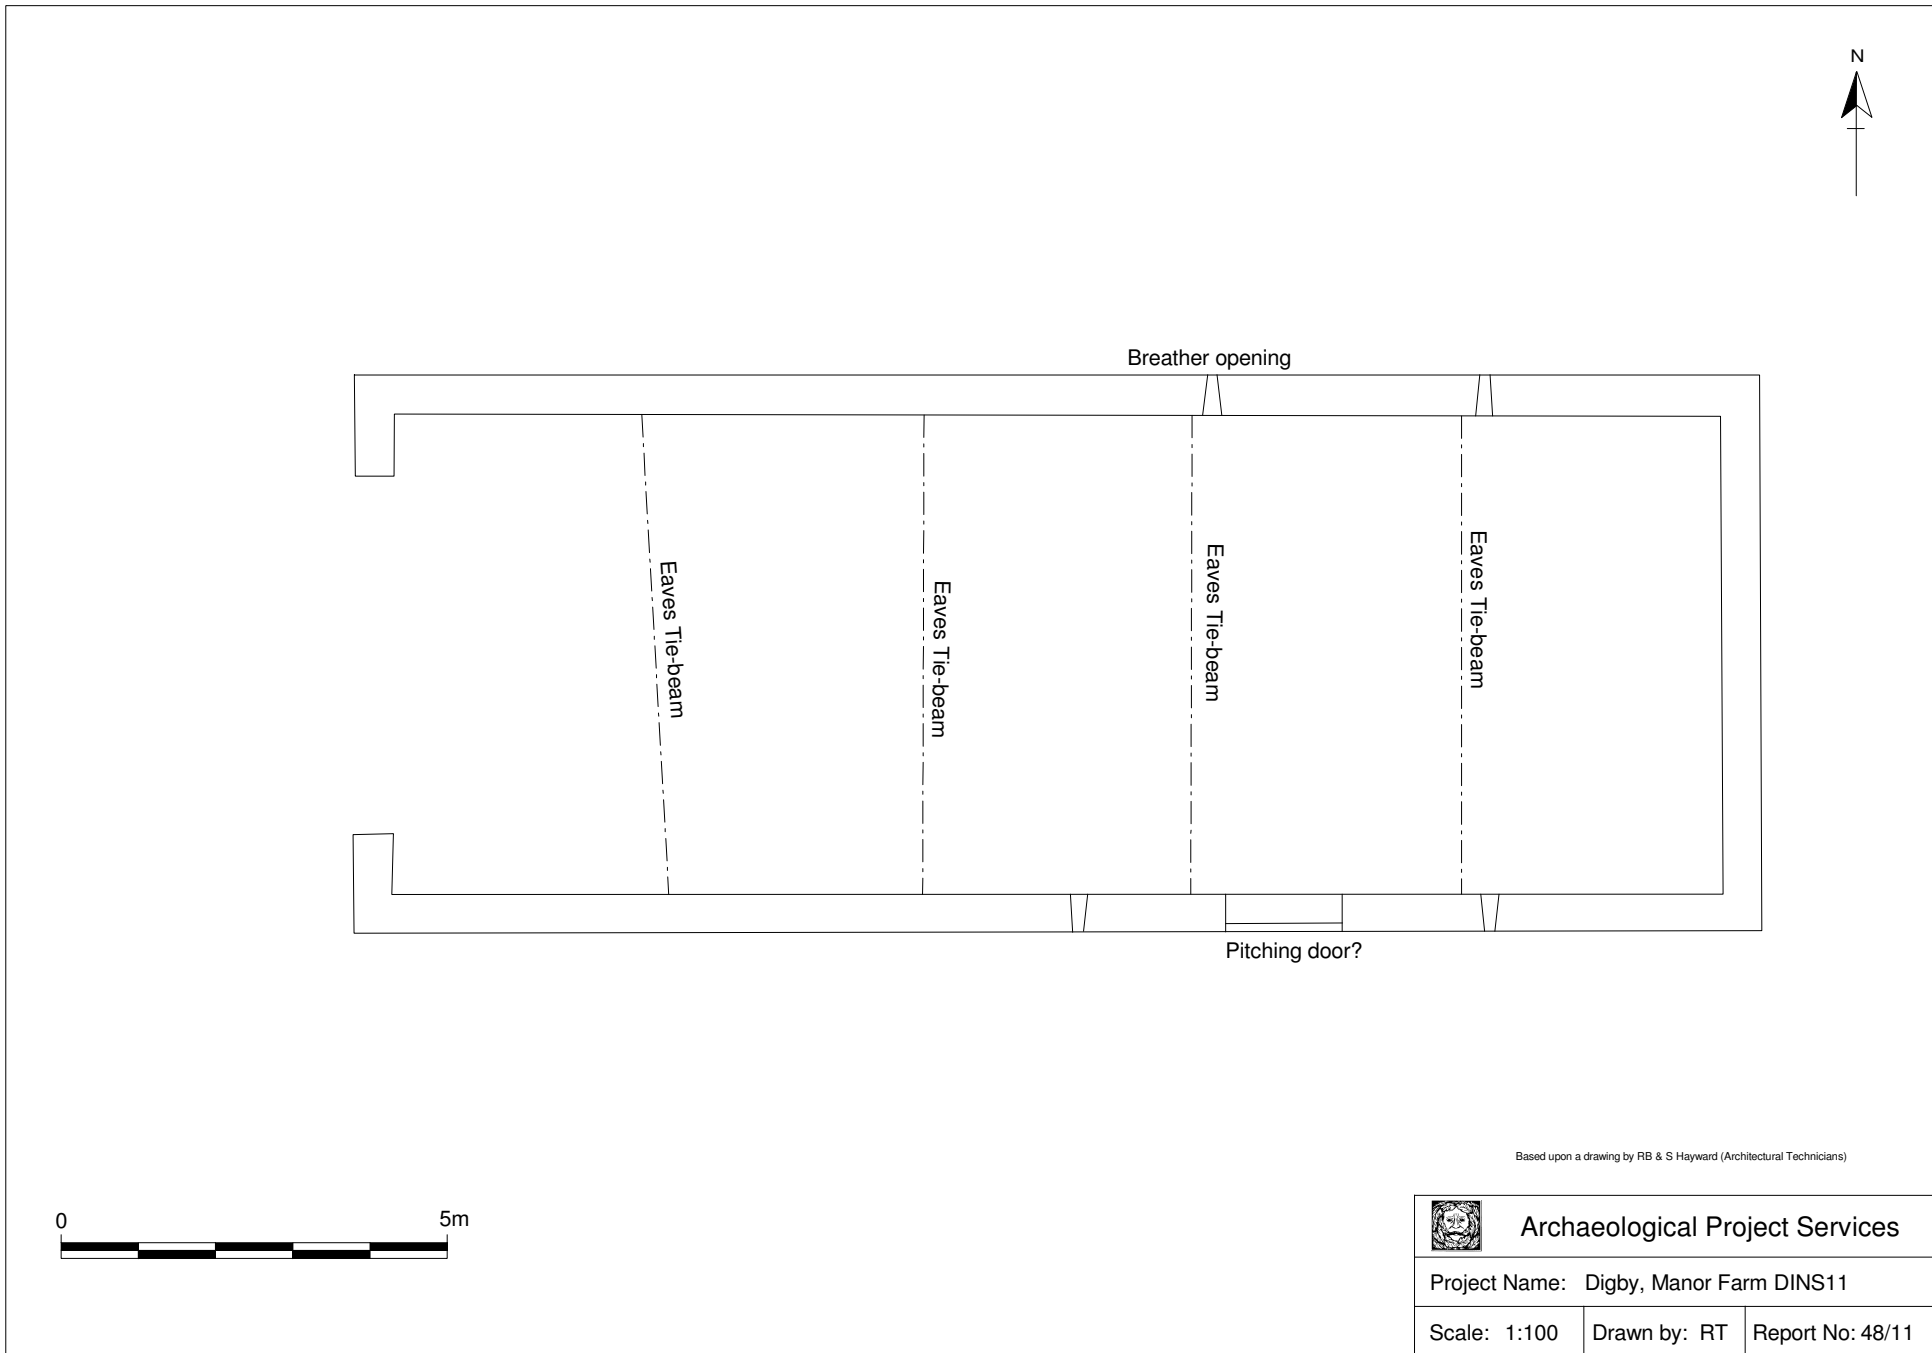 N
Breather opening
Eaves Tie-beam
Eaves Tie-beam
Eaves Tie-beam
Eaves Tie-beam
Pitching door?
Based upon a drawing by RB & S Hayward (Architectural Technicians)
0
5m
Archaeological Project Services
Project Name: Digby, Manor Farm DINS11
Scale: 1:100
Drawn by: RT
Report No: 48/11